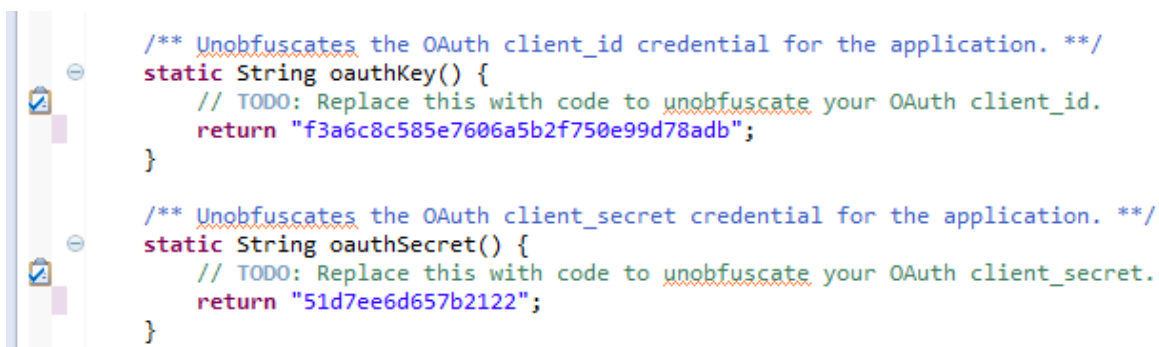 /** Unobfuscates the OAuth client_id credential for the application. **/
static String oauthKey() {
// TODO: Replace this with code to unobfuscate your OAuth client_id.
return "f3a6c8c585e7606a5b2f750e99d78adb";
}
/** Unobfuscates the OAuth client_secret credential for the application. **/
static String oauthSecret() {
// TODO: Replace this with code to unobfuscate your OAuth client_secret.
return "51d7ee6d657b2122";
}